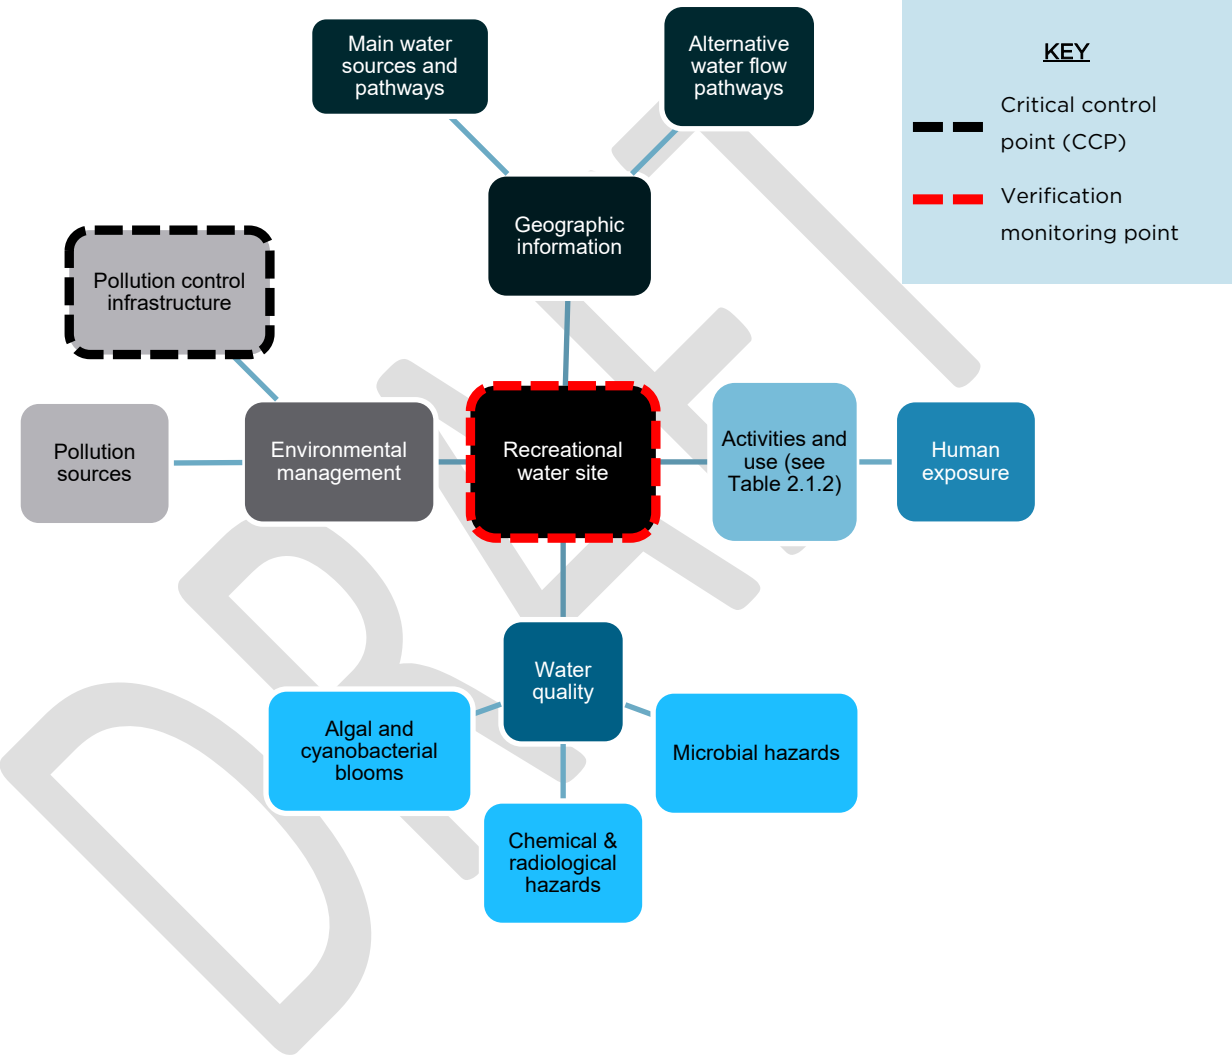 Main water
sources and
pathways
Alternative
water flow
pathways
KEY
Critical control
point (CCP)
Verification
monitoring point
Geographic
information
Pollution control
infrastructure
Pollution
sources
Environmental
management
Recreational
water site
Activities and
use (see
Table 2.1.2)
Human
exposure
Water
quality
Algal and
cyanobacterial
blooms
Microbial hazards
Chemical &
radiological
hazards
DRAFT